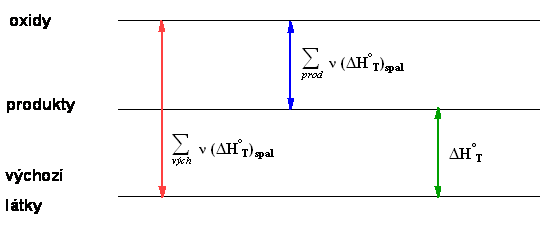 oxidy
∑ ν (ΔH°T)spal
prod
produkty
∑ ν (ΔH°T)spal
vých
ΔH°T
výchozí
látky